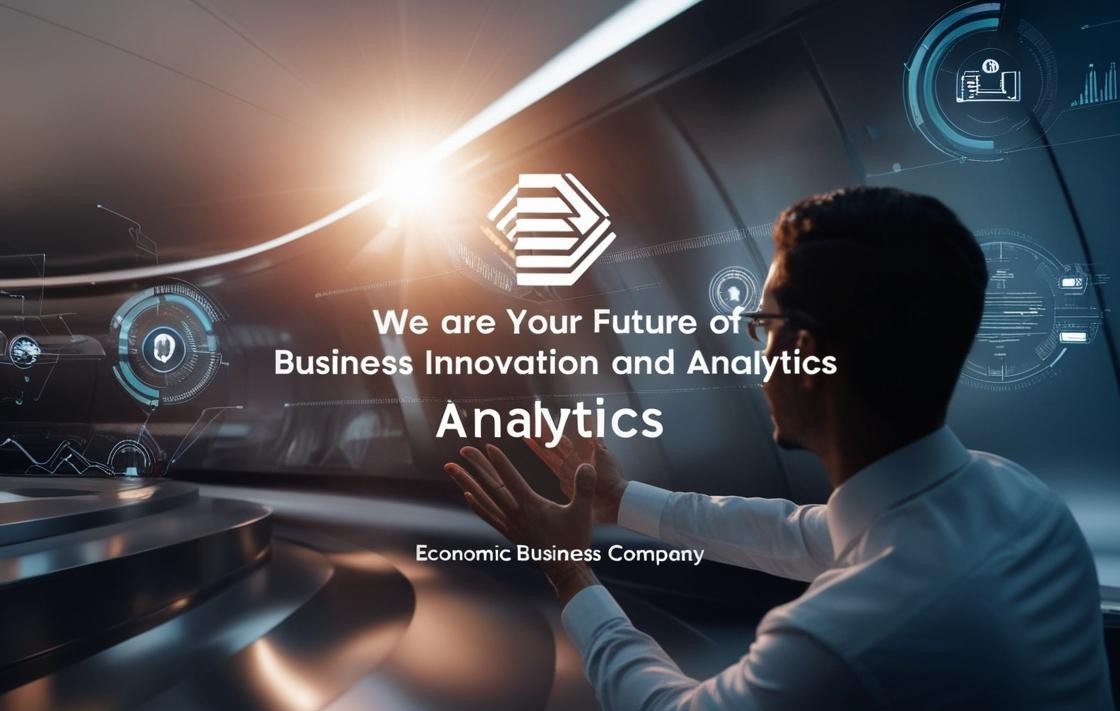 We are Your Future of
Business Innovation and Analytics
Analytics
Economic Business Company